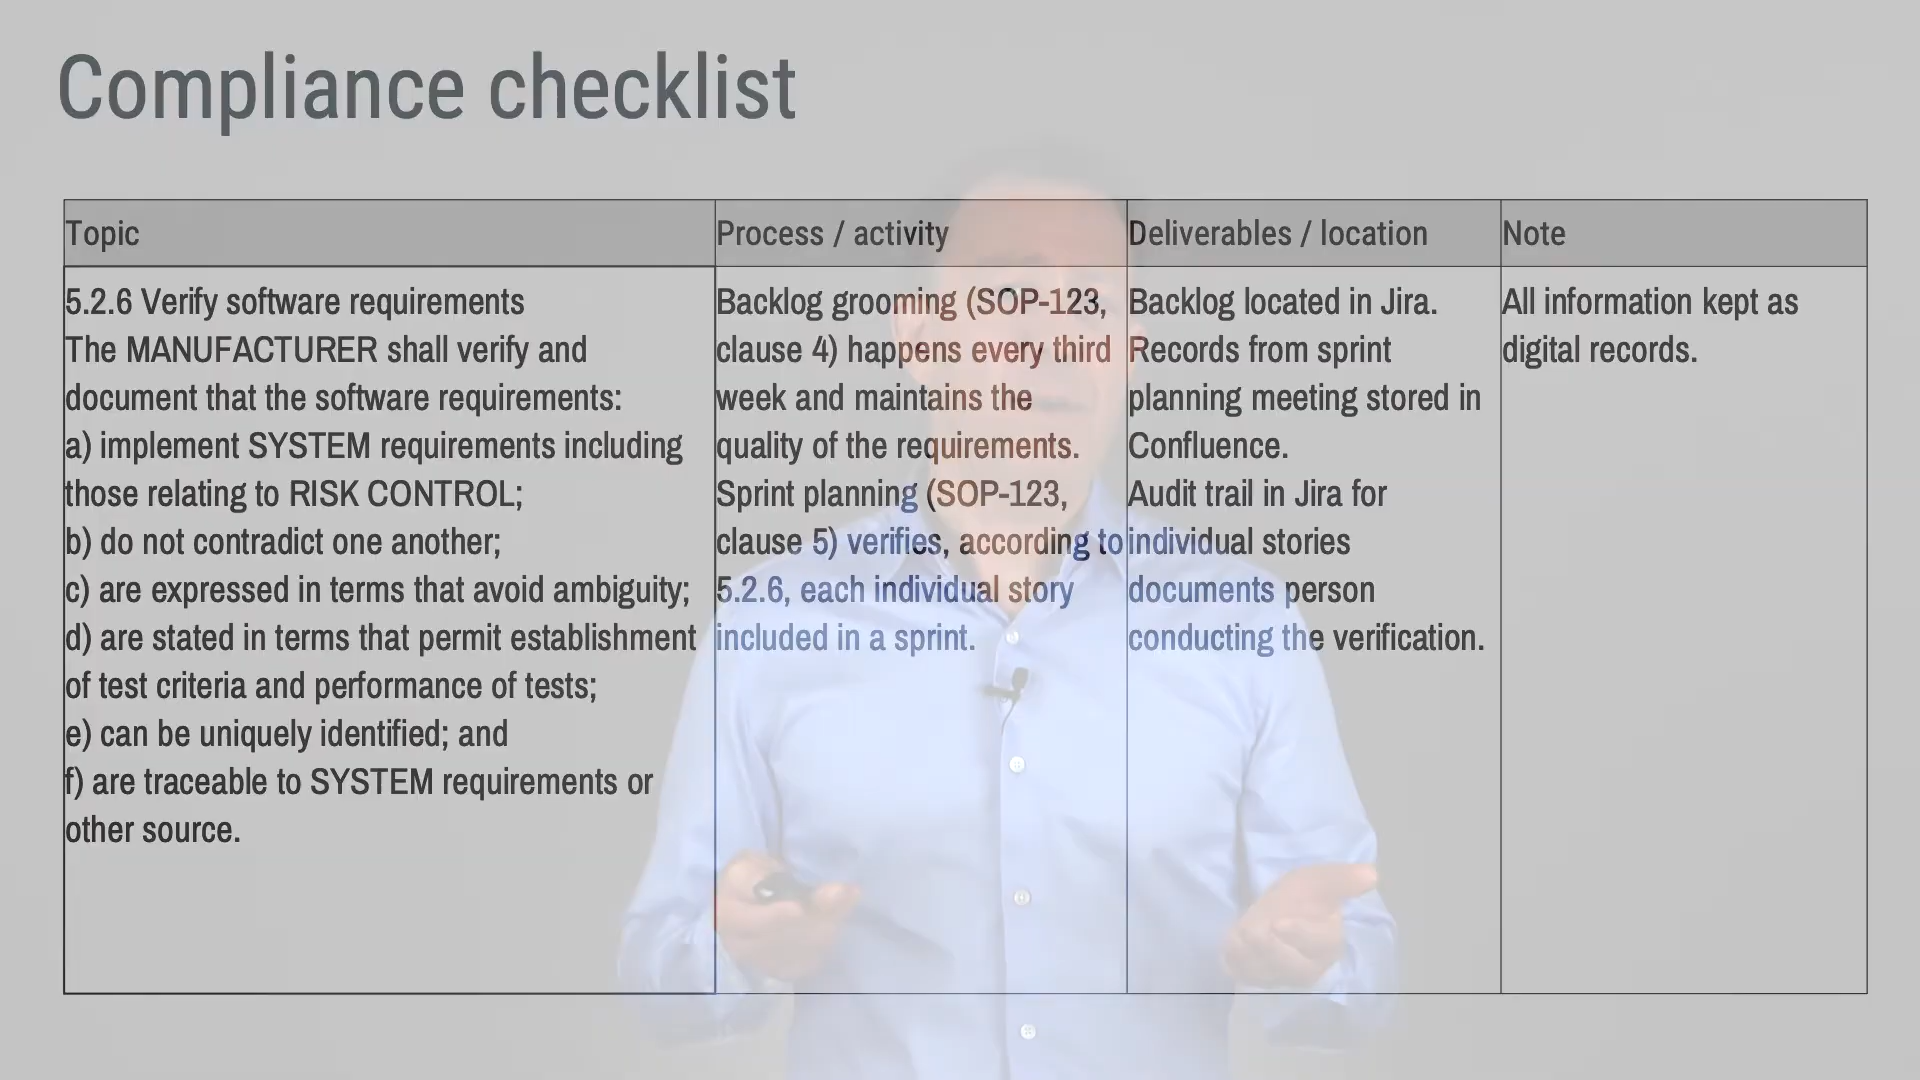 Compliance checklist
Topic
Process / activity
Deliverables / location
Note
5.2.6 Verify software requirements
The MANUFACTURER shall verify and
document that the software requirements:
a) implement SYSTEM requirements including
those relating to RISK CONTROL;
b) do not contradict one another;
c) are expressed in terms that avoid ambiguity;
d) are stated in terms that permit establishment
of test criteria and performance of tests;
e) can be uniquely identified; and
f) are traceable to SYSTEM requirements or
other source.
Backlog grooming (SOP-123,
clause 4) happens every third
week and maintains the
quality of the requirements.
Sprint planning (SOP-123,
clause 5) verifies, according to
5.2.6, each individual story
included in a sprint.
Backlog located in Jira.
Records from sprint
planning meeting stored in
Confluence.
Audit trail in Jira for
individual stories
documents person
conducting the verification.
All information kept as
digital records.